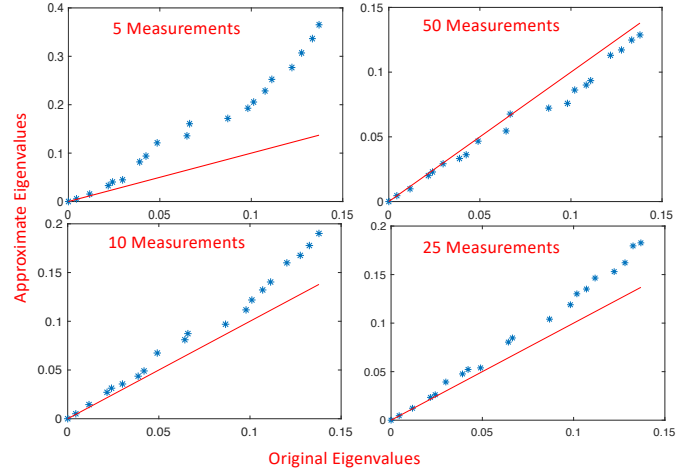 5 Measurements
0.4
0.3
0.2
0.1
0
0 0.05 0.1 0.15
50 Measurements
0.15
0.1
0.05
0
0 0.05 0.1 0.15
10 Measurements
0.2
0.15
0.1
0.05
0
0 0.05 0.1 0.15
25 Measurements
0.2
0.15
0.1
0.05
0
0 0.05 0.1 0.15
Approximate Eigenvalues
Original Eigenvalues